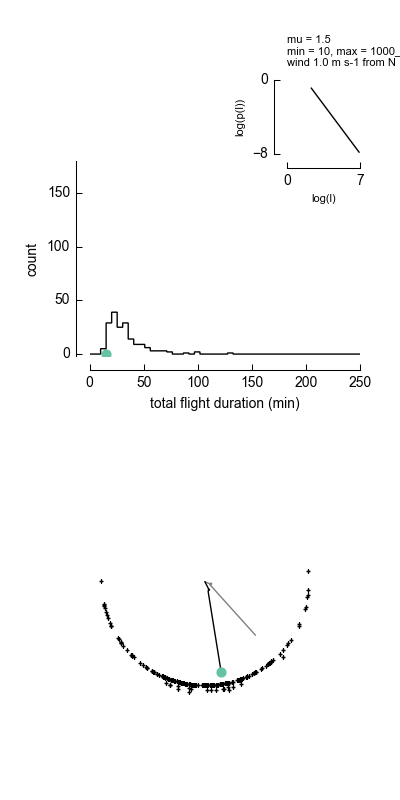 mu = 1.5
min = 10, max = 1000_
wind 1.0 m s-1 from N
0
log(p(l))
−8
0
7
log(l)
150
100
50
0
count
0
50
100
150
200
250
total flight duration (min)